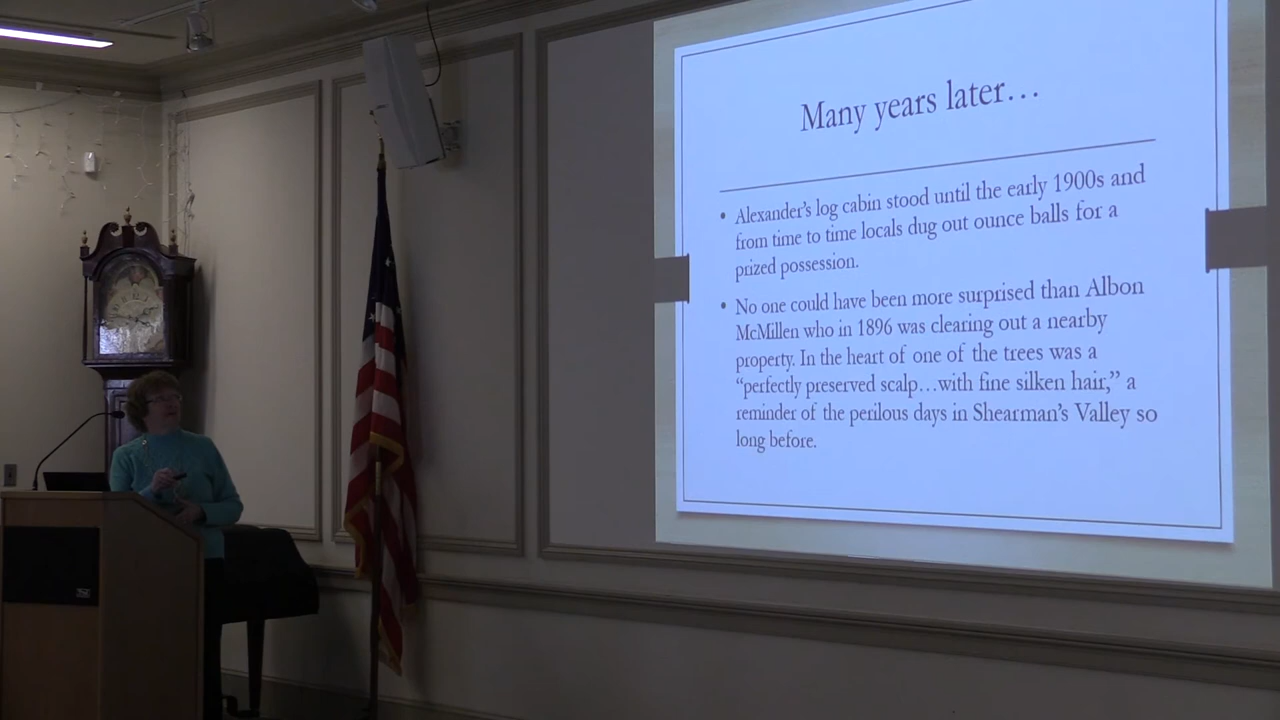 Many years later…
• Alexander's log cabin stood until the early 1900s and
from time to time locals dug out ounce balls for a
prized possession.
• No one could have been more surprised than Albon
McMillen who in 1896 was clearing out a nearby
property. In the heart of one of the trees was a
“perfectly preserved scalp…with fine silken hair,” a
reminder of the perilous days in Shearman's Valley so
long before.